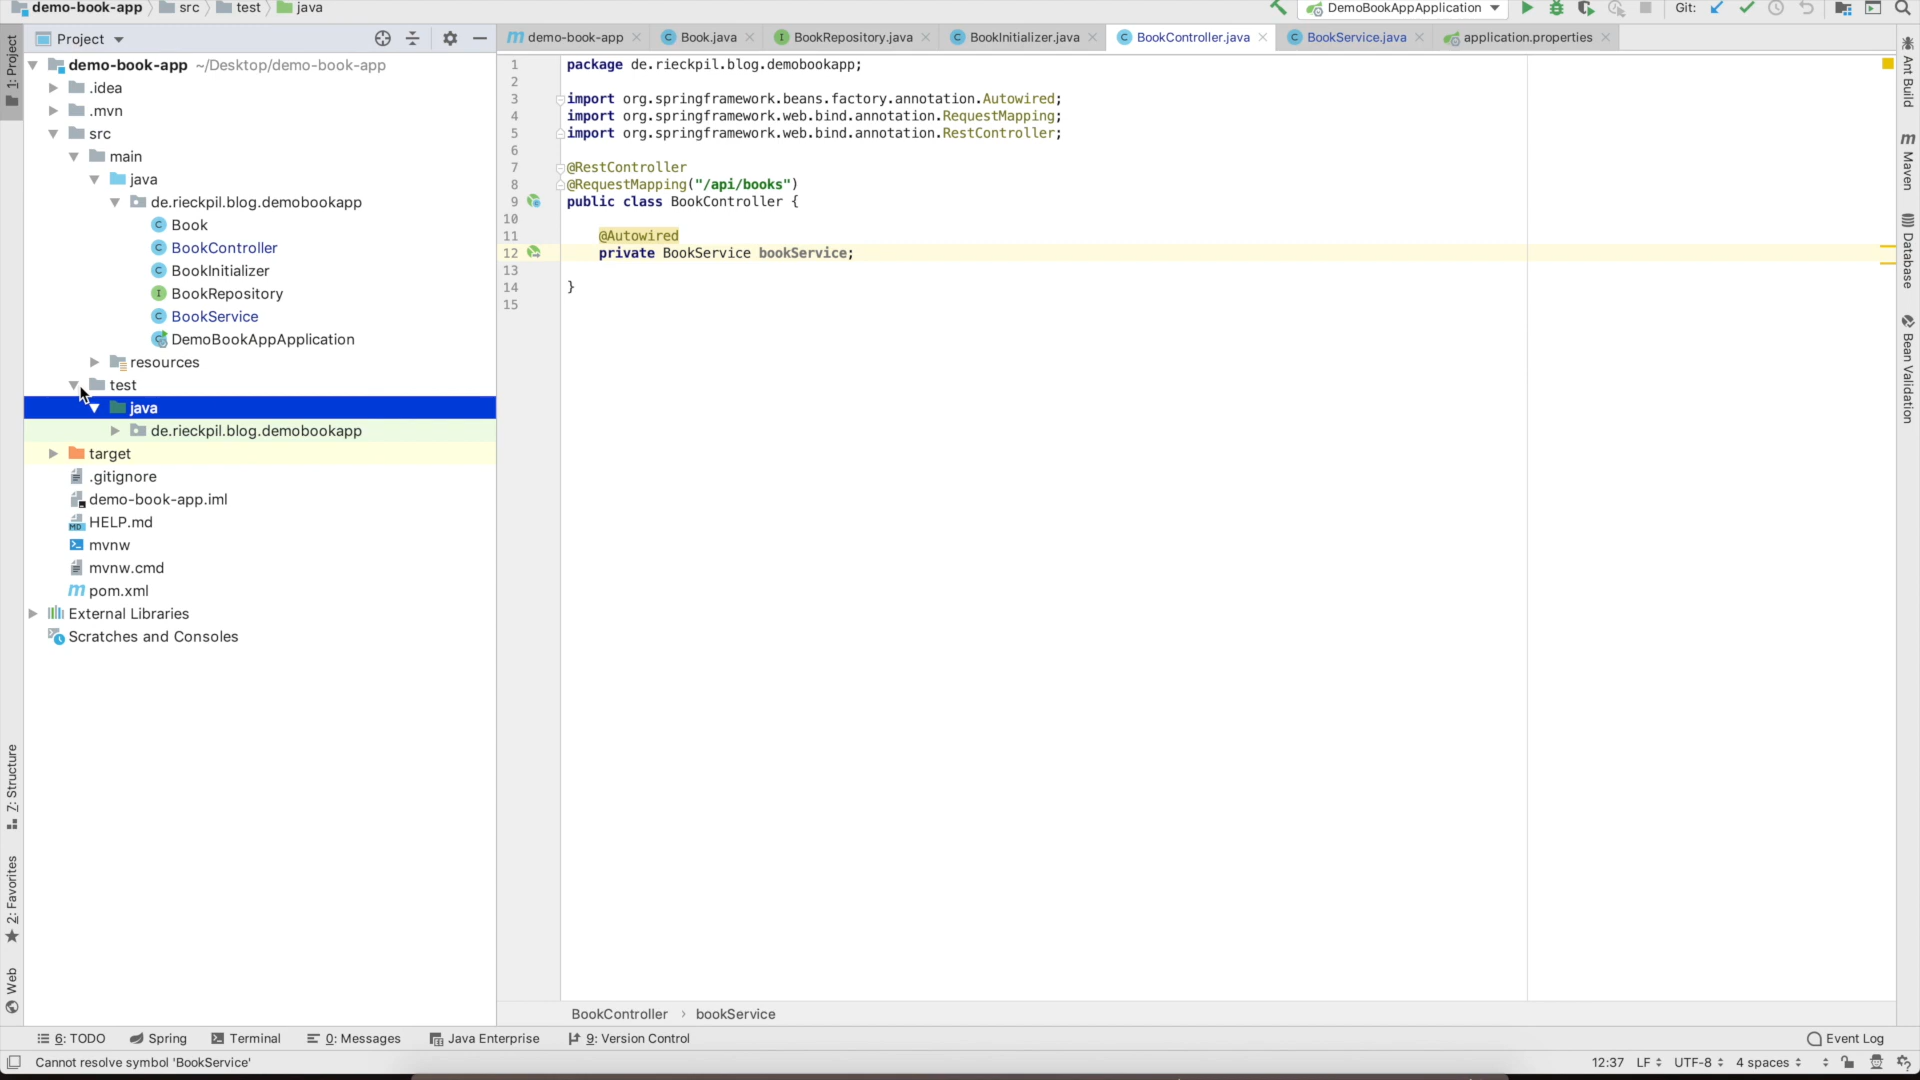 demo-book-app src test java
DemoBookAppApplication Git:
1: Project
Project
demo-book-app ~/Desktop/demo-book-app
.idea
.mvn
src
main
java
de.rieckpil.blog.demobookapp
Book
BookController
BookInitializer
BookRepository
BookService
DemoBookAppApplication
resources
test
java
de.rieckpil.blog.demobookapp
target
.gitignore
demo-book-app.iml
HELP.md
mvnw
mvnw.cmd
pom.xml
External Libraries
Scratches and Consoles
demo-book-app Book.java BookRepository.java BookInitializer.java BookController.java BookService.java application.properties
1 package de.rieckpil.blog.demobookapp;
2
3 import org.springframework.beans.factory.annotation.Autowired;
4 import org.springframework.web.bind.annotation.RequestMapping;
5 import org.springframework.web.bind.annotation.RestController;
6
7 @RestController
8 @RequestMapping("/api/books")
9 public class BookController {
10
11 @Autowired
12 private BookService bookService;
13
14 }
15
BookController › bookService
Ant Build
Maven
Database
Bean Validation
7: Structure
2: Favorites
Web
6: TODO Spring Terminal 0: Messages Java Enterprise 9: Version Control Event Log
Cannot resolve symbol 'BookService' 12:37 LF UTF-8 4 spaces